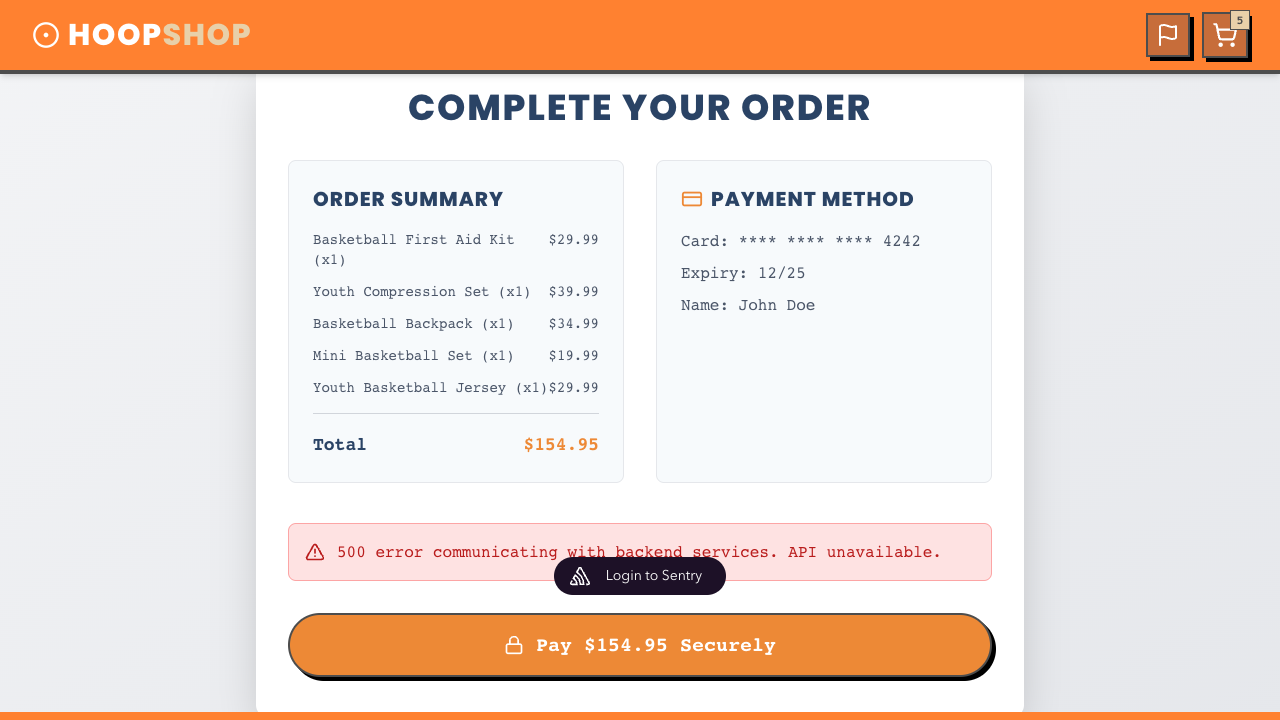 HOOPSHOP
5
COMPLETE YOUR ORDER
ORDER SUMMARY
Basketball First Aid Kit (x1) $29.99
Youth Compression Set (x1) $39.99
Basketball Backpack (x1) $34.99
Mini Basketball Set (x1) $19.99
Youth Basketball Jersey (x1) $29.99
Total $154.95
PAYMENT METHOD
Card: **** **** **** 4242
Expiry: 12/25
Name: John Doe
500 error communicating with backend services. API unavailable.
Login to Sentry
Pay $154.95 Securely